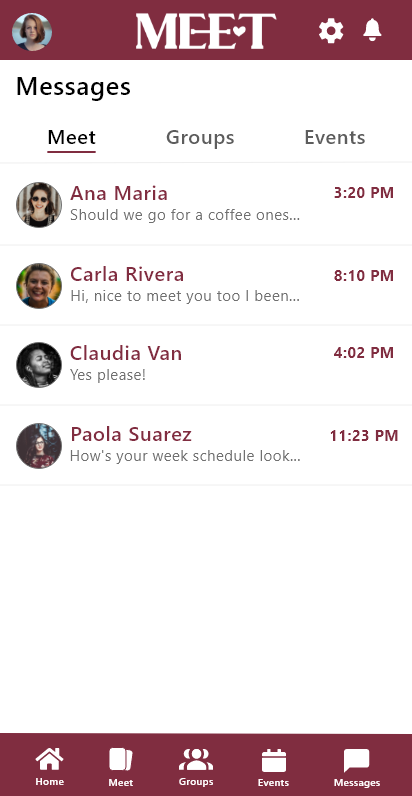 MEET
Messages
Meet Groups Events
Ana Maria 3:20 PM
Should we go for a coffee ones...
Carla Rivera 8:10 PM
Hi, nice to meet you too I been...
Claudia Van 4:02 PM
Yes please!
Paola Suarez 11:23 PM
How's your week schedule look...
Home Meet Groups Events Messages